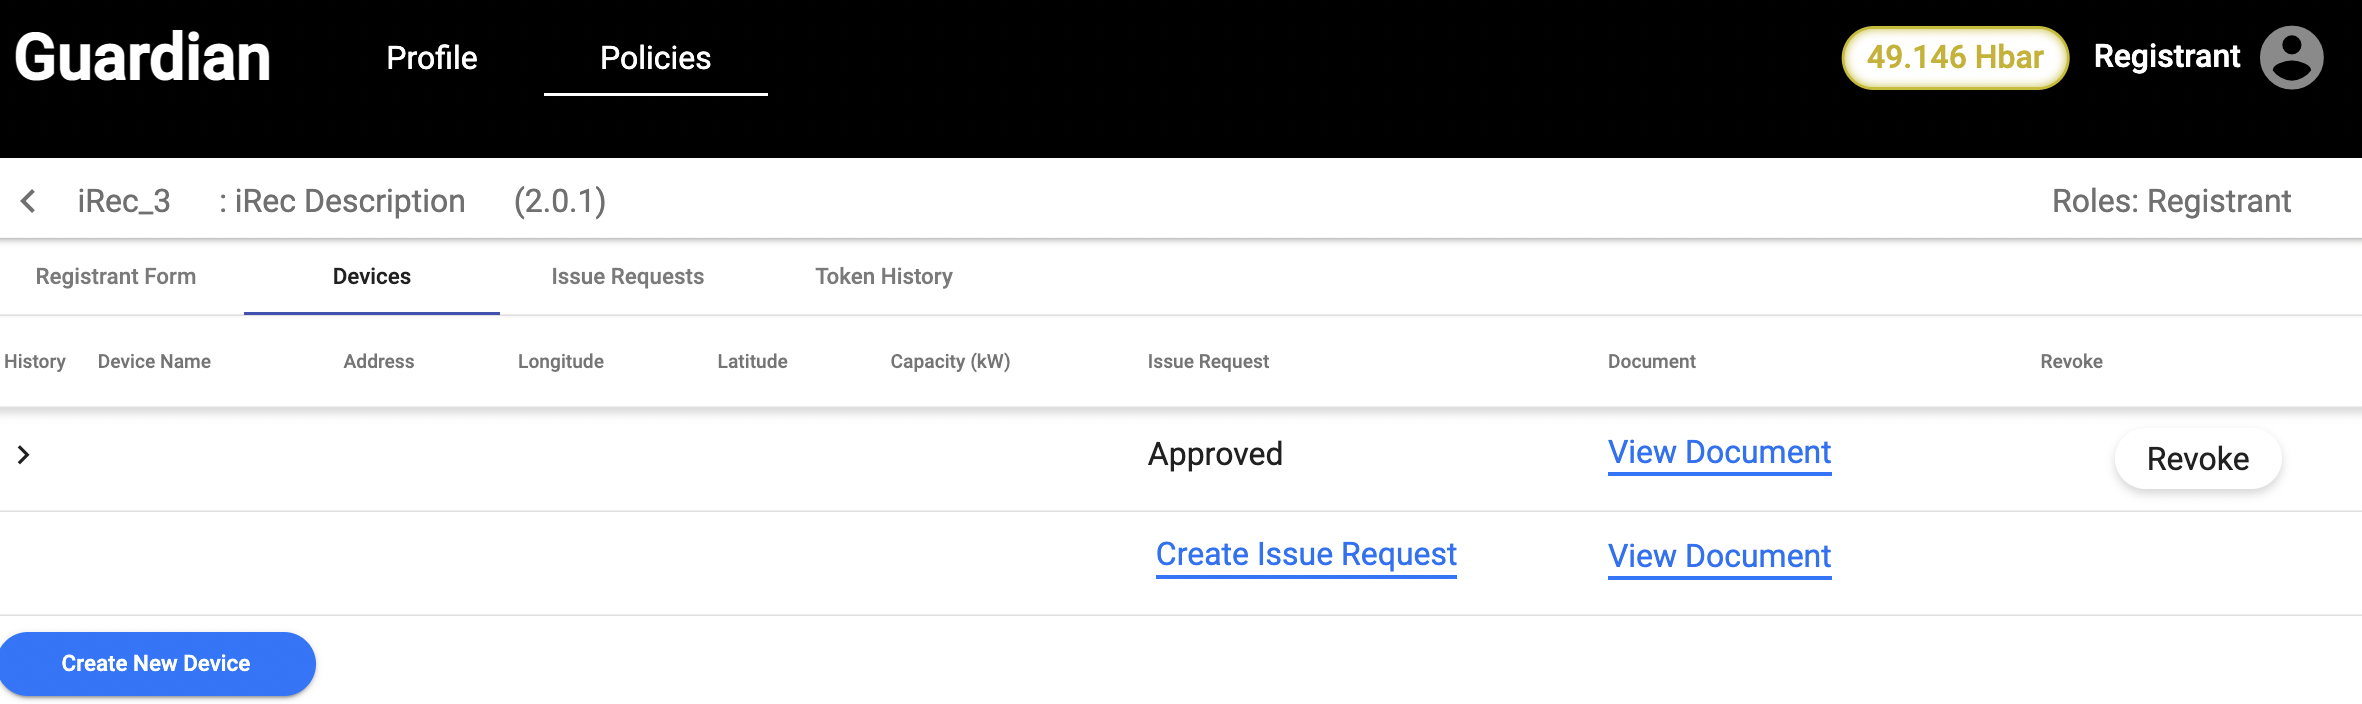 Guardian Profile Policies 49.146 Hbar Registrant
iRec_3 : iRec Description (2.0.1) Roles: Registrant
Registrant Form Devices Issue Requests Token History
History Device Name Address Longitude Latitude Capacity (kW) Issue Request Document Revoke
Approved View Document Revoke
Create Issue Request View Document
Create New Device